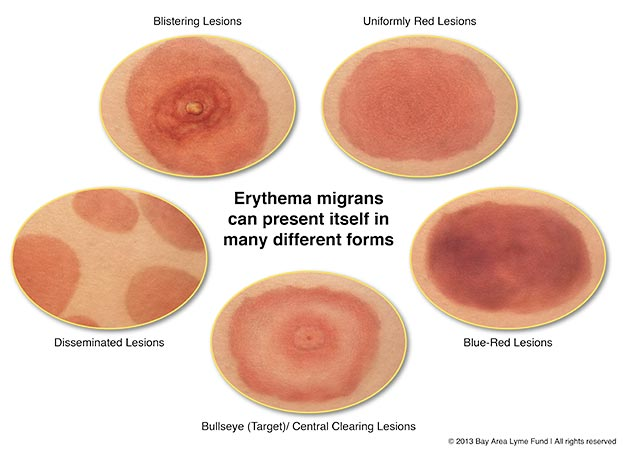 Blistering Lesions
Uniformly Red Lesions
Erythema migrans
can present itself in
many different forms
Disseminated Lesions
Blue-Red Lesions
Bullseye (Target)/ Central Clearing Lesions
© 2013 Bay Area Lyme Fund | All rights reserved